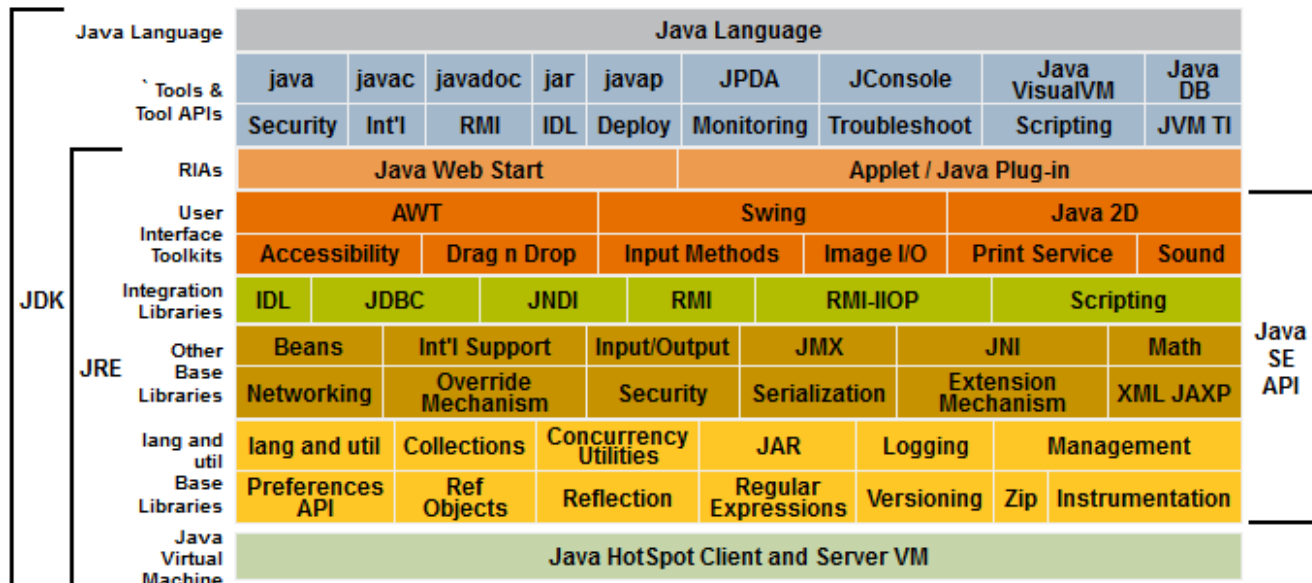 Java Language
Java Language
` Tools &
Tool APIs
java javac javadoc jar javap JPDA JConsole Java VisualVM Java DB
Security Int'l RMI IDL Deploy Monitoring Troubleshoot Scripting JVM TI
RIAs
Java Web Start Applet / Java Plug-in
User
Interface
Toolkits
AWT Swing Java 2D
Accessibility Drag n Drop Input Methods Image I/O Print Service Sound
Integration
Libraries
IDL JDBC JNDI RMI RMI-IIOP Scripting
Other
Base
Libraries
Beans Int'l Support Input/Output JMX JNI Math
Networking Override Mechanism Security Serialization Extension Mechanism XML JAXP
lang and
util
Base
Libraries
lang and util Collections Concurrency Utilities JAR Logging Management
Preferences API Ref Objects Reflection Regular Expressions Versioning Zip Instrumentation
Java
Virtual
Machine
Java HotSpot Client and Server VM
JDK
JRE
Java
SE
API